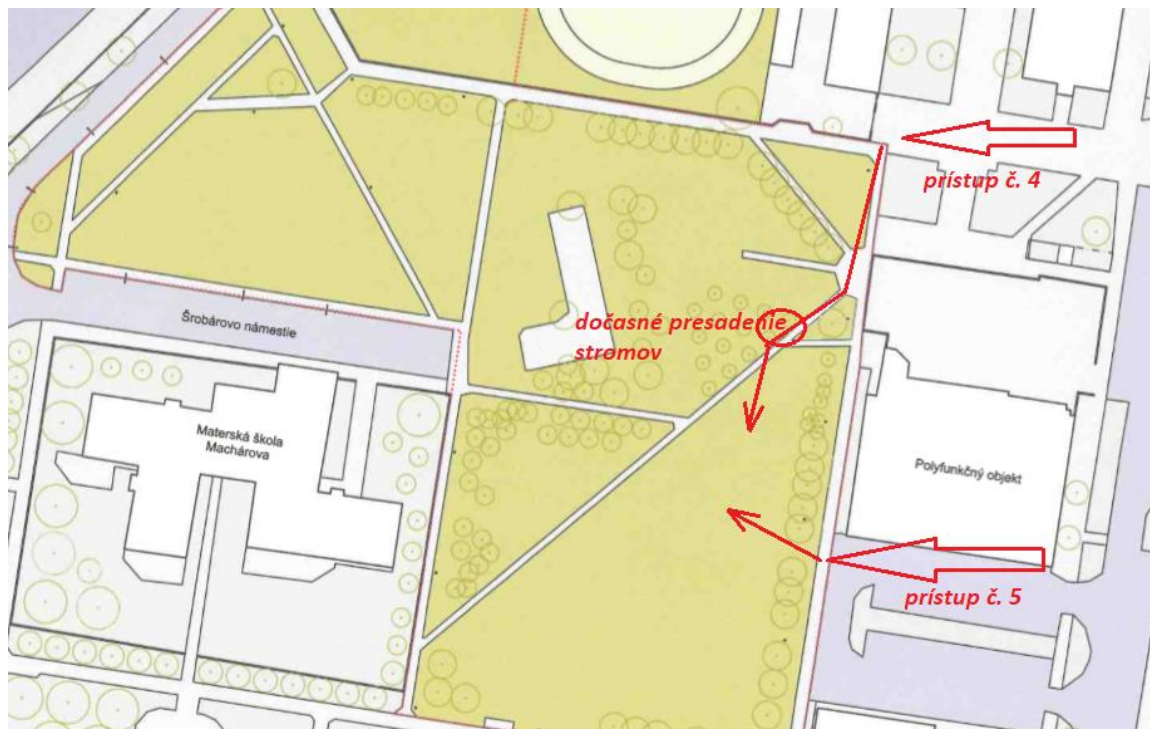 prístup č. 4
Šrobárovo námestie
dočasné presadenie
stromov
Materská škola
Machárova
Polyfunkčný objekt
prístup č. 5